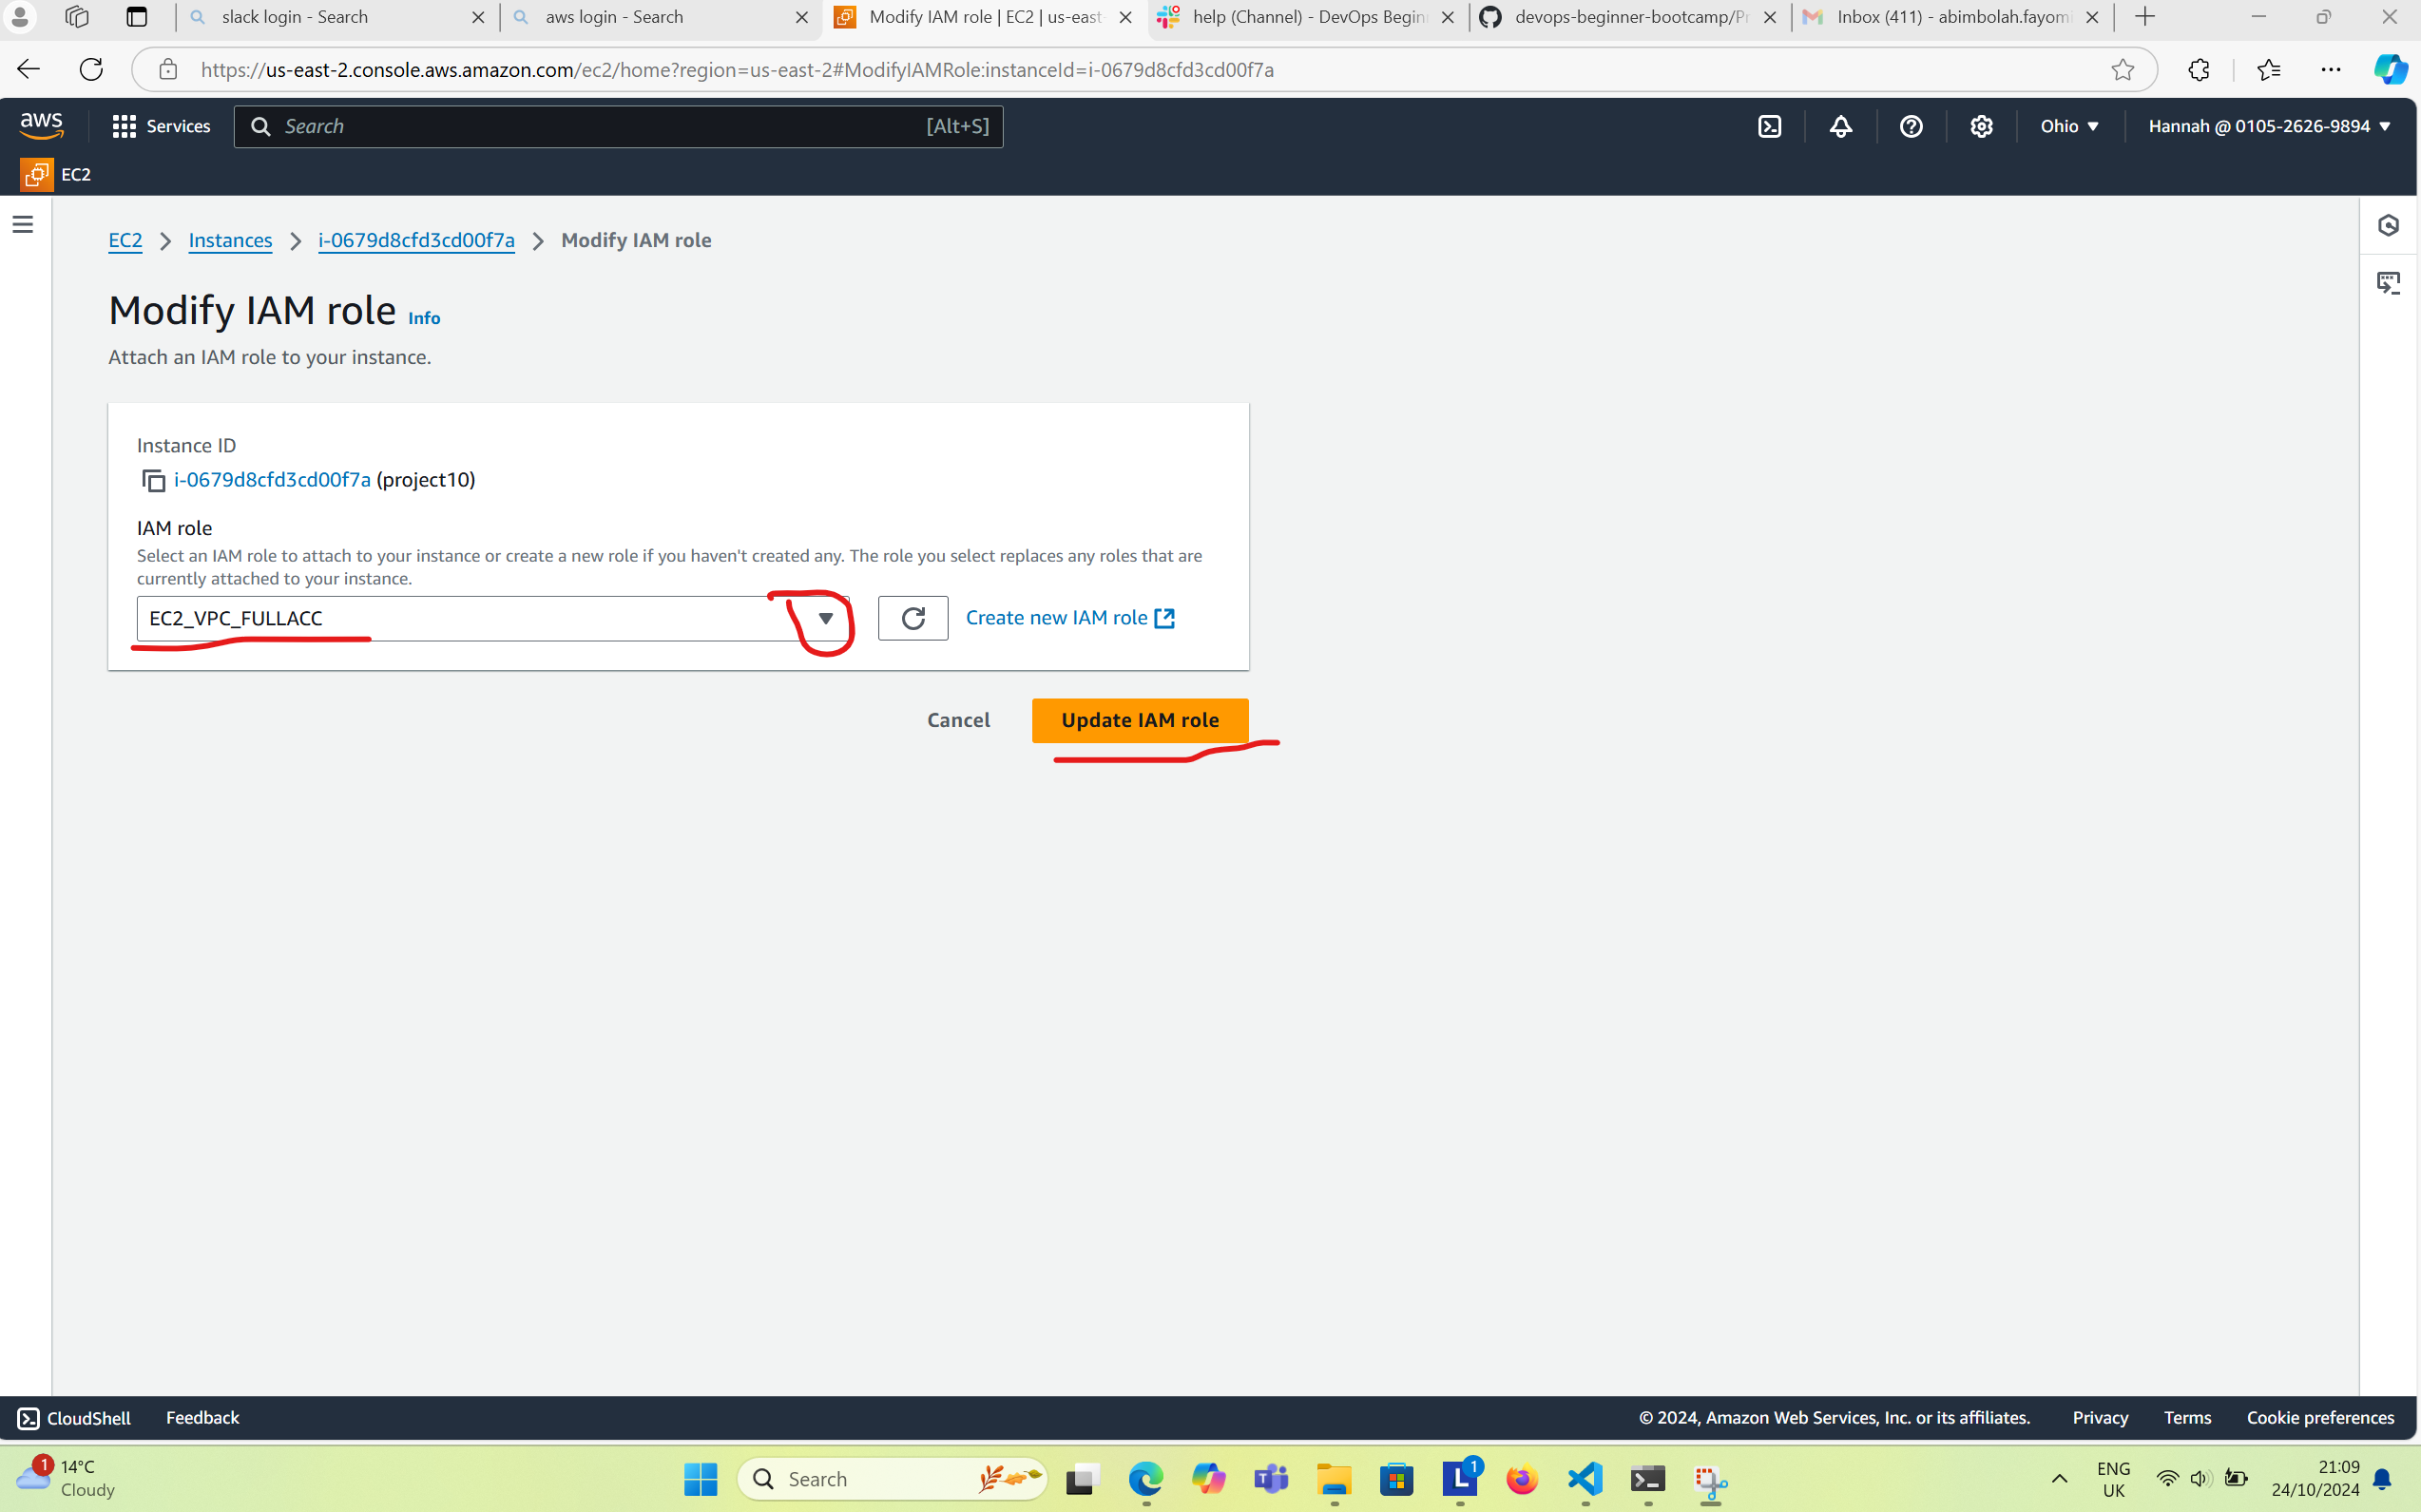 slack login - Search
aws login - Search
Modify IAM role | EC2 | us-east-
help (Channel) - DevOps Begin
devops-beginner-bootcamp/Pr
Inbox (411) - abimbolah.fayomi
https://us-east-2.console.aws.amazon.com/ec2/home?region=us-east-2#ModifyIAMRole:instanceId=i-0679d8cfd3cd00f7a
aws
Services
Search
[Alt+S]
Ohio
Hannah @ 0105-2626-9894
EC2
EC2 > Instances > i-0679d8cfd3cd00f7a > Modify IAM role
Modify IAM role Info
Attach an IAM role to your instance.
Instance ID
i-0679d8cfd3cd00f7a (project10)
IAM role
Select an IAM role to attach to your instance or create a new role if you haven't created any. The role you select replaces any roles that are
currently attached to your instance.
EC2_VPC_FULLACC
Create new IAM role
Cancel
Update IAM role
CloudShell
Feedback
© 2024, Amazon Web Services, Inc. or its affiliates.
Privacy
Terms
Cookie preferences
1
14°C
Cloudy
Search
T
L
1
ENG
UK
21:09
24/10/2024